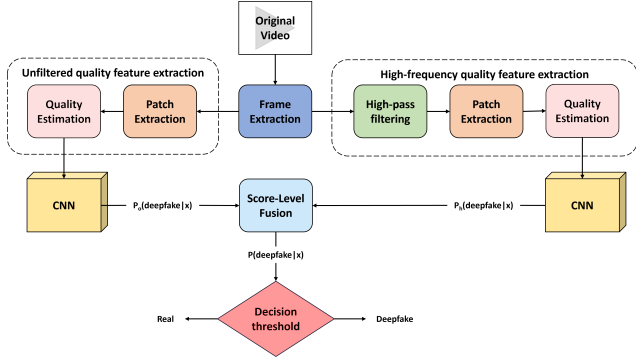 Original
Video
Unfiltered quality feature extraction
High-frequency quality feature extraction
Quality
Estimation
Patch
Extraction
Frame
Extraction
High-pass
filtering
Patch
Extraction
Quality
Estimation
CNN
Pₒ(deepfake|x)
Score-Level
Fusion
Pₕ(deepfake|x)
CNN
P(deepfake|x)
Real
Decision
threshold
Deepfake